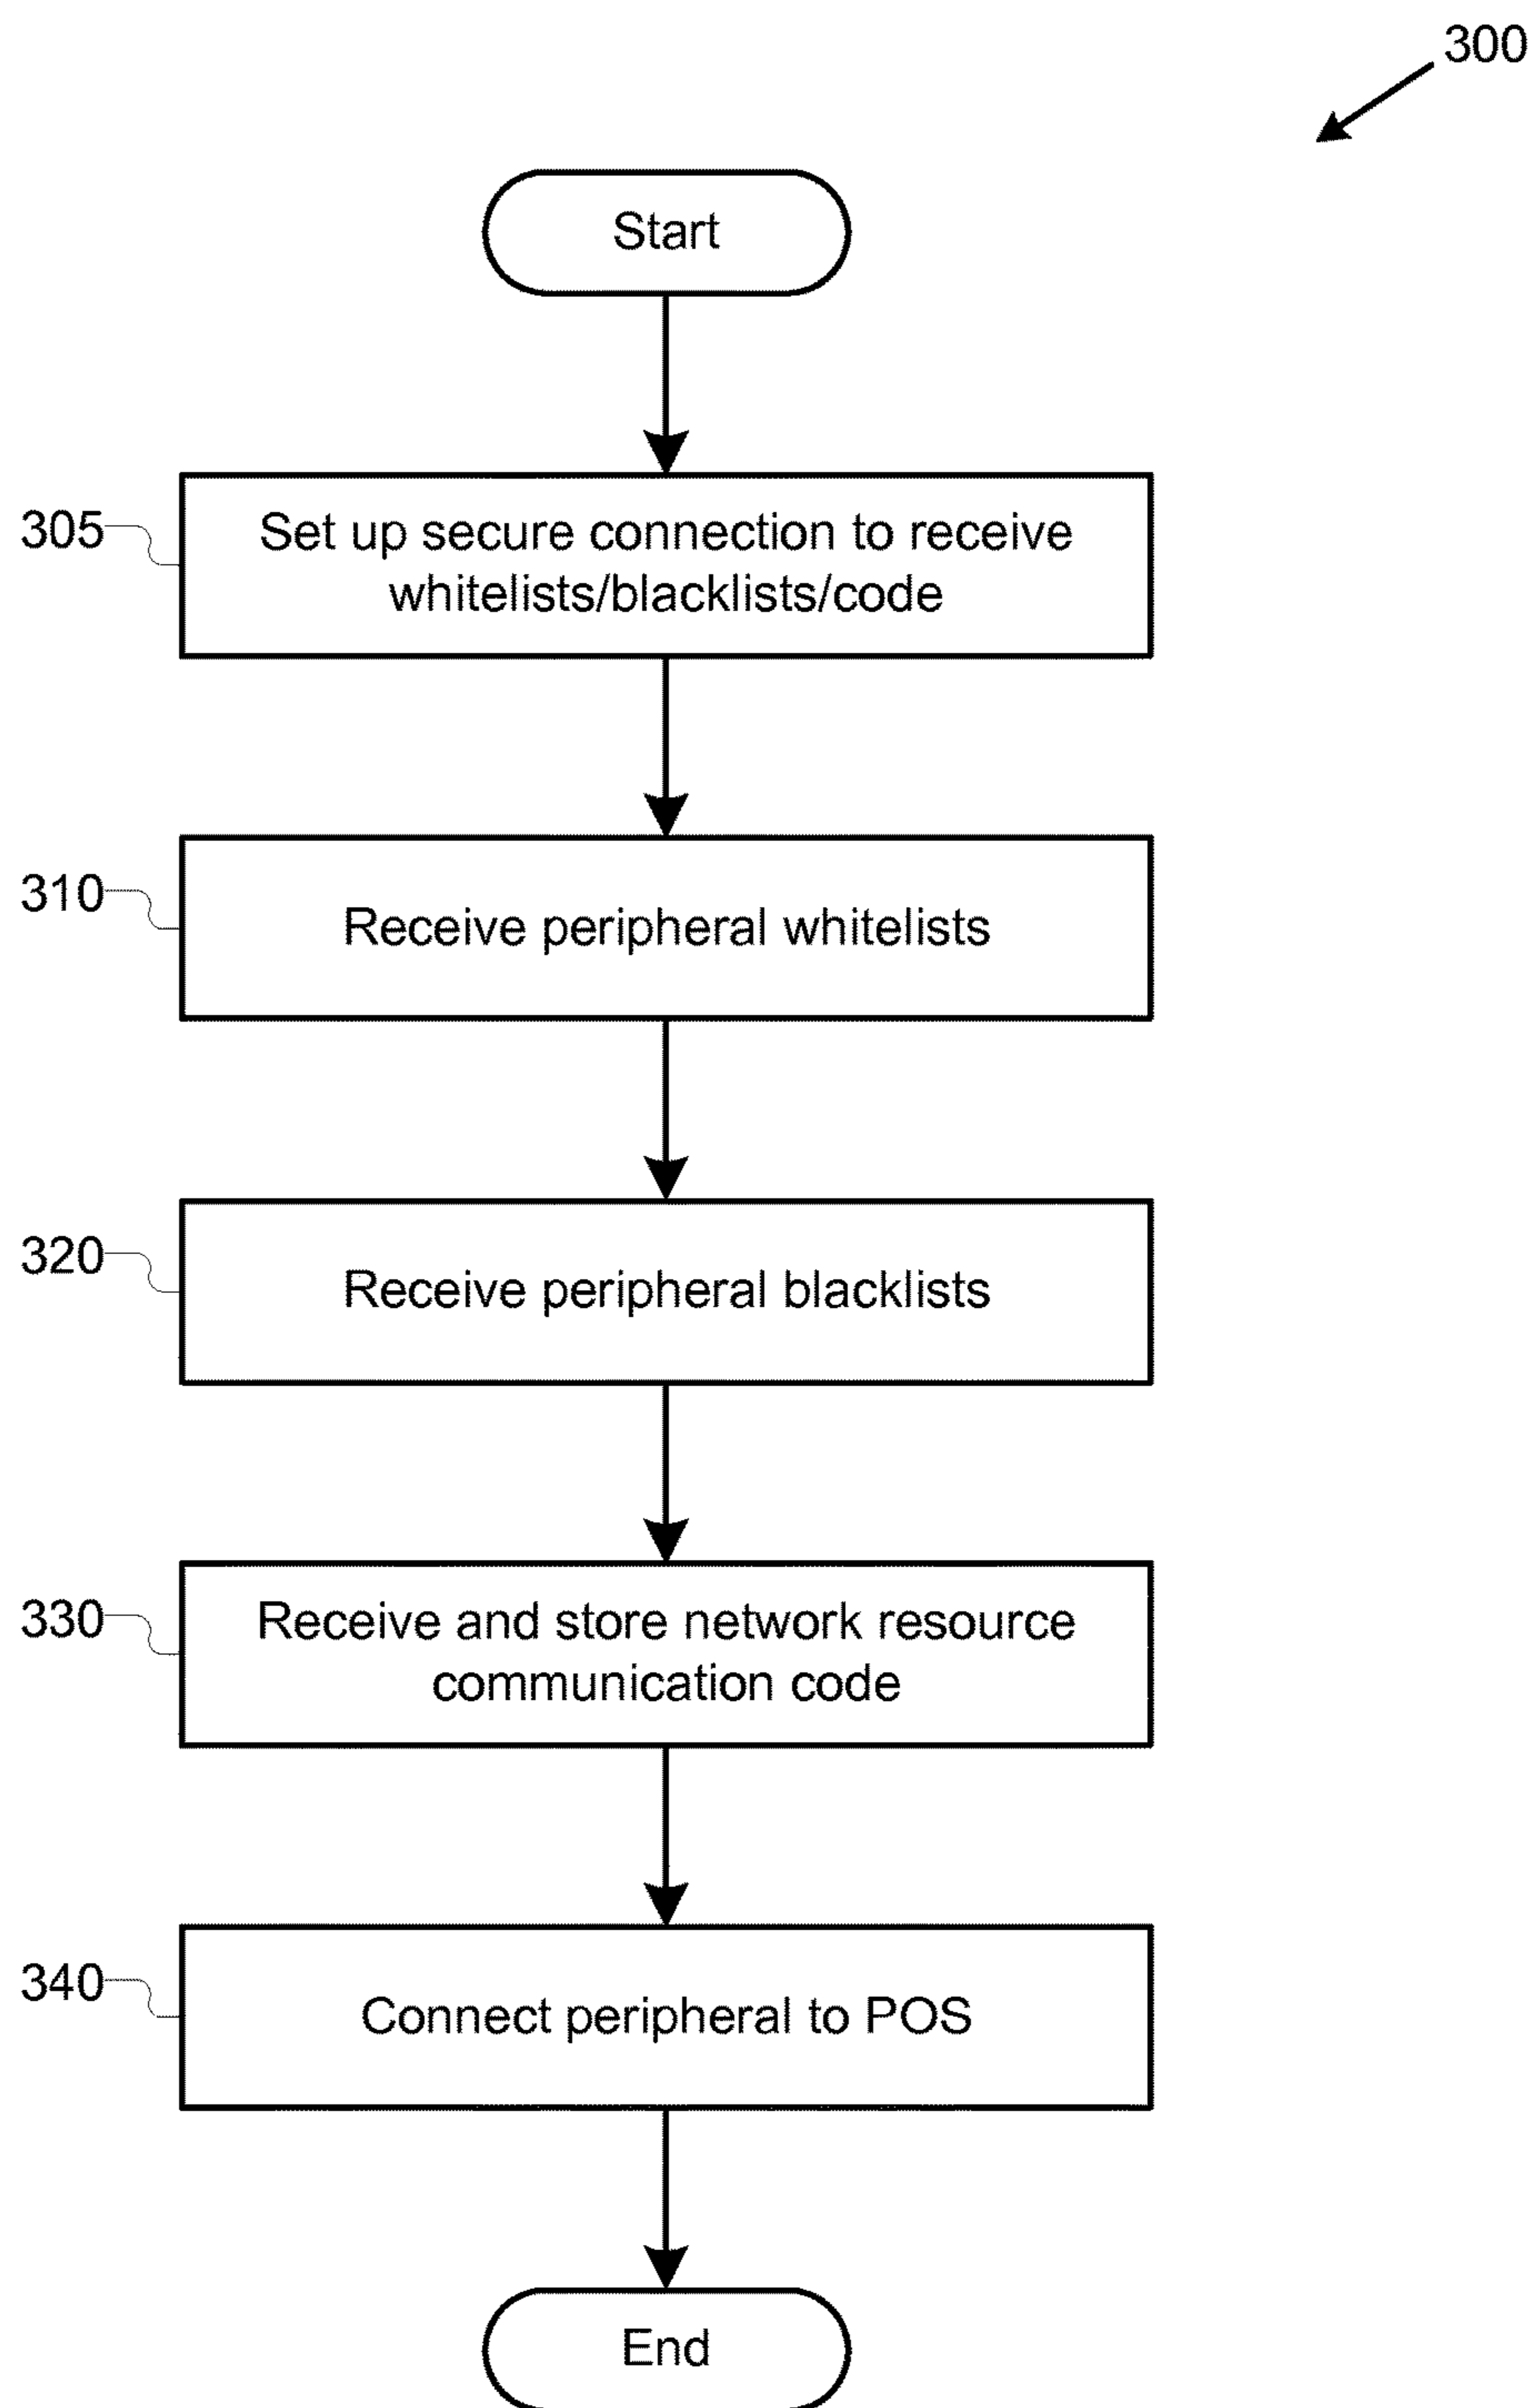 300
Start
305
Set up secure connection to receive
whitelists/blacklists/code
310
Receive peripheral whitelists
320
Receive peripheral blacklists
330
Receive and store network resource
communication code
340
Connect peripheral to POS
End